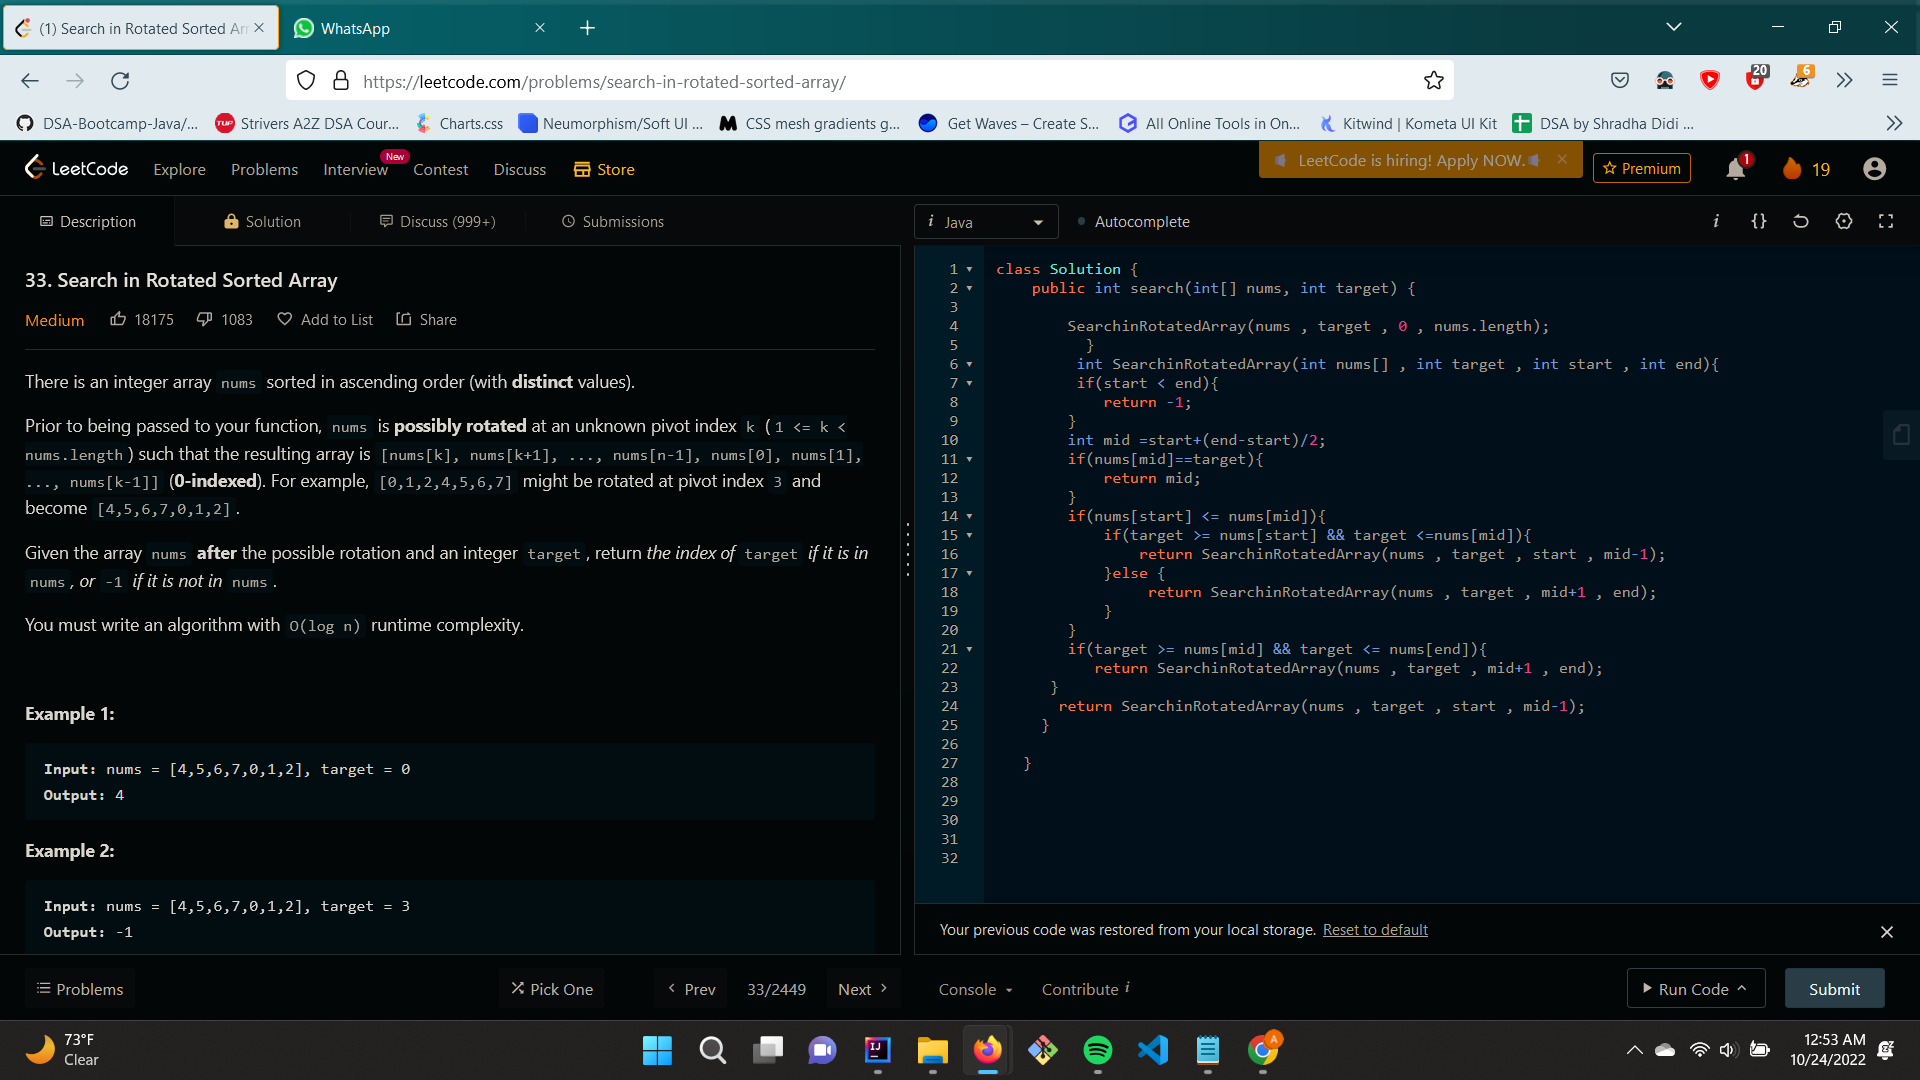 (1) Search in Rotated Sorted Arr
WhatsApp
https://leetcode.com/problems/search-in-rotated-sorted-array/
20
6
DSA-Bootcamp-Java/...
TUF
Strivers A2Z DSA Cour...
Charts.css
Neumorphism/Soft UI ...
CSS mesh gradients g...
Get Waves – Create S...
All Online Tools in On...
Kitwind | Kometa UI Kit
DSA by Shradha Didi ...
LeetCode
Explore
Problems
Interview
New
Contest
Discuss
Store
LeetCode is hiring! Apply NOW.
Premium
1
19
Description
Solution
Discuss (999+)
Submissions
i Java
Autocomplete
i {}
33. Search in Rotated Sorted Array
Medium 18175 1083 Add to List Share
There is an integer array nums sorted in ascending order (with distinct values).
Prior to being passed to your function, nums is possibly rotated at an unknown pivot index k (1 <= k <
nums.length) such that the resulting array is [nums[k], nums[k+1], ..., nums[n-1], nums[0], nums[1],
..., nums[k-1]] (0-indexed). For example, [0,1,2,4,5,6,7] might be rotated at pivot index 3 and
become [4,5,6,7,0,1,2].
Given the array nums after the possible rotation and an integer target, return the index of target if it is in
nums, or -1 if it is not in nums.
You must write an algorithm with O(log n) runtime complexity.
Example 1:
Input: nums = [4,5,6,7,0,1,2], target = 0
Output: 4
Example 2:
Input: nums = [4,5,6,7,0,1,2], target = 3
Output: -1
1 class Solution {
2 public int search(int[] nums, int target) {
3
4 SearchinRotatedArray(nums , target , 0 , nums.length);
5 }
6 int SearchinRotatedArray(int nums[] , int target , int start , int end){
7 if(start < end){
8 return -1;
9 }
10 int mid =start+(end-start)/2;
11 if(nums[mid]==target){
12 return mid;
13 }
14 if(nums[start] <= nums[mid]){
15 if(target >= nums[start] && target <=nums[mid]){
16 return SearchinRotatedArray(nums , target , start , mid-1);
17 }else {
18 return SearchinRotatedArray(nums , target , mid+1 , end);
19 }
20 }
21 if(target >= nums[mid] && target <= nums[end]){
22 return SearchinRotatedArray(nums , target , mid+1 , end);
23 }
24 return SearchinRotatedArray(nums , target , start , mid-1);
25 }
26
27 }
28
29
30
31
32
Your previous code was restored from your local storage. Reset to default
Problems
Pick One
Prev
33/2449
Next
Console
Contribute i
Run Code
Submit
73°F
Clear
IJ
A
12:53 AM
10/24/2022